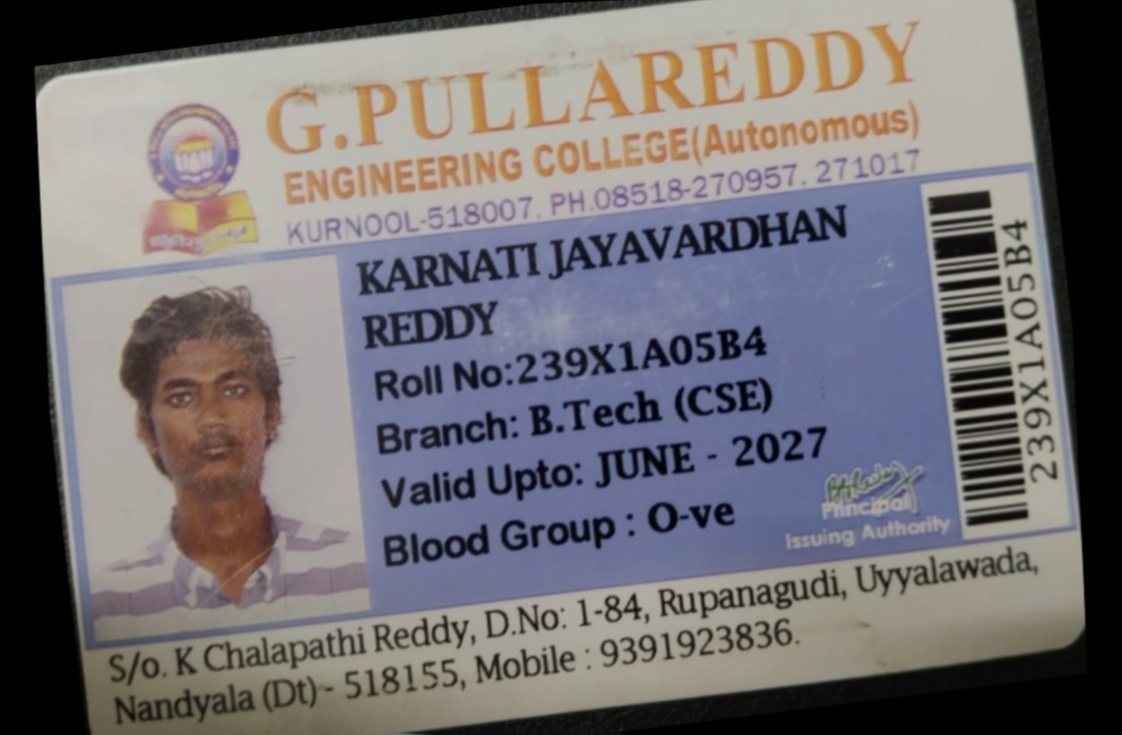 G.PULLAREDDY
ENGINEERING COLLEGE(Autonomous)
KURNOOL-518007. PH.08518-270957, 271017
KARNATI JAYAVARDHAN
REDDY
Roll No:239X1A05B4
Branch: B.Tech (CSE)
Valid Upto: JUNE - 2027
Blood Group : O-ve
Principal
Issuing Authority
239X1A05B4
S/o. K Chalapathi Reddy, D.No: 1-84, Rupanagudi, Uyyalawada,
Nandyala (Dt) - 518155, Mobile : 9391923836.